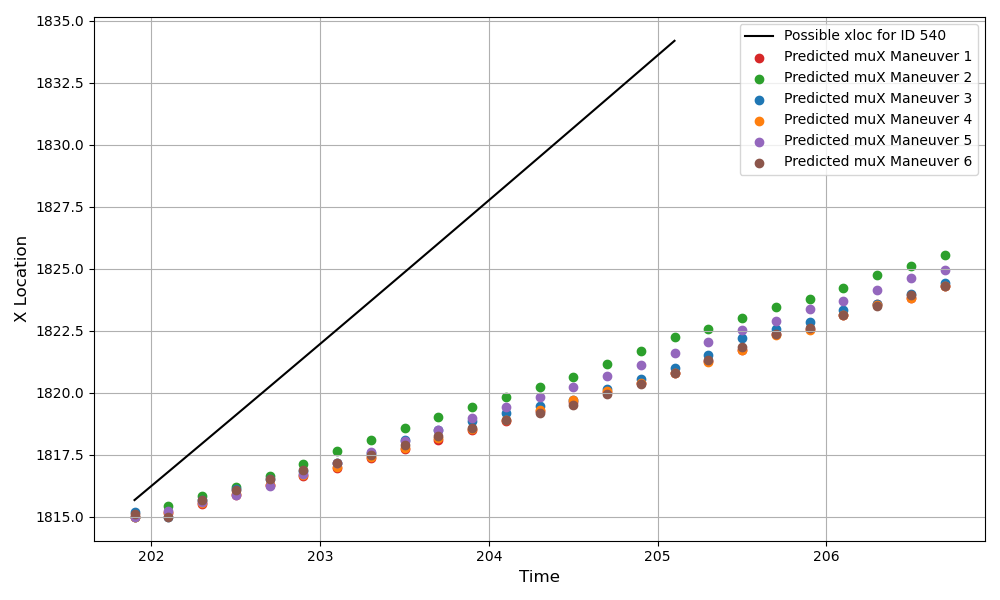 1835.0
1832.5
1830.0
1827.5
1825.0
1822.5
1820.0
1817.5
1815.0
X Location
202
203
204
205
206
Time
Possible xloc for ID 540
Predicted muX Maneuver 1
Predicted muX Maneuver 2
Predicted muX Maneuver 3
Predicted muX Maneuver 4
Predicted muX Maneuver 5
Predicted muX Maneuver 6